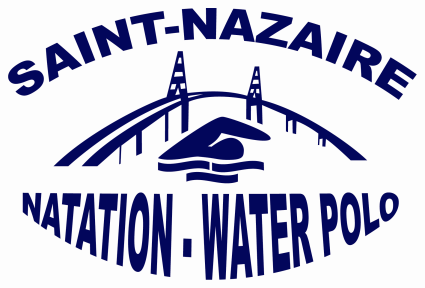 SAINT-NAZAIRE
NATATION - WATER POLO